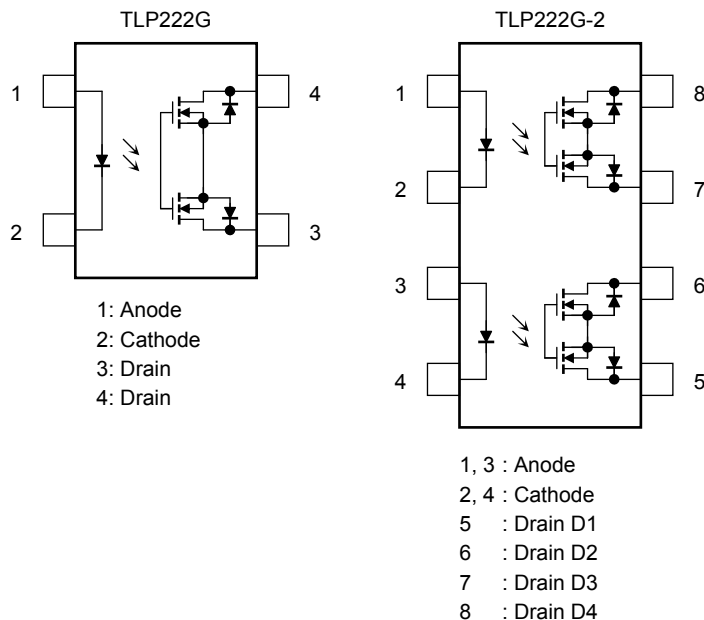 TLP222G
1
4
2
3
1: Anode
2: Cathode
3: Drain
4: Drain
TLP222G-2
1
8
2
7
3
6
4
5
1, 3 : Anode
2, 4 : Cathode
5 : Drain D1
6 : Drain D2
7 : Drain D3
8 : Drain D4